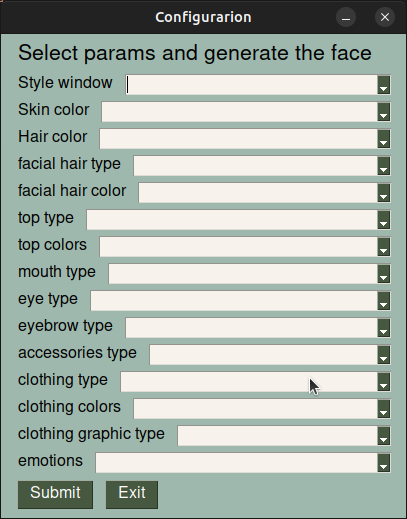 Configurarion
Select params and generate the face
Style window
Skin color
Hair color
facial hair type
facial hair color
top type
top colors
mouth type
eye type
eyebrow type
accessories type
clothing type
clothing colors
clothing graphic type
emotions
Submit Exit